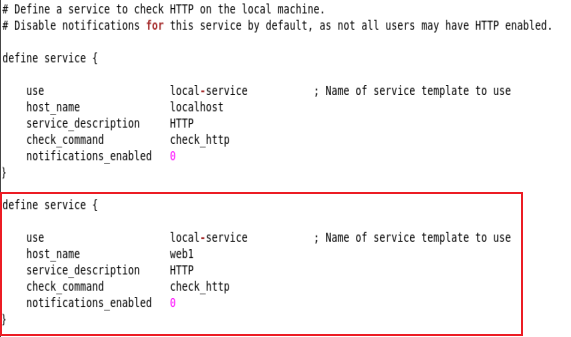 # Define a service to check HTTP on the local machine.
# Disable notifications for this service by default, as not all users may have HTTP enabled.
define service {
use local-service ; Name of service template to use
host_name localhost
service_description HTTP
check_command check_http
notifications_enabled 0
}
define service {
use local-service ; Name of service template to use
host_name web1
service_description HTTP
check_command check_http
notifications_enabled 0
}